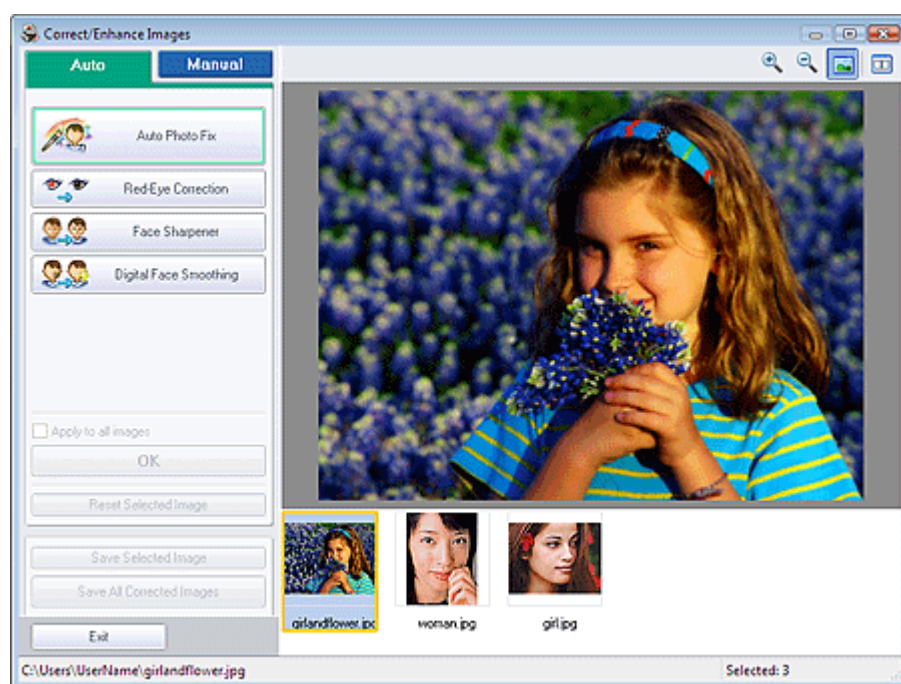 Correct/Enhance Images
Auto
Manual
Auto Photo Fix
Red-Eye Correction
Face Sharpener
Digital Face Smoothing
Apply to all images
OK
Reset Selected Image
Save Selected Image
Save All Corrected Images
Exit
girlandflower.jpg
woman.jpg
girl.jpg
C:\Users\UserName\girlandflower.jpg
Selected: 3